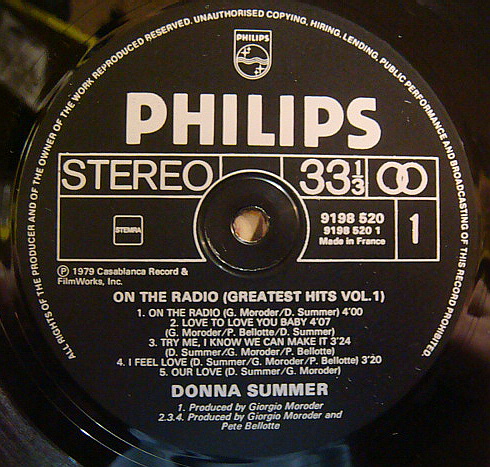 ALL RIGHTS OF THE PRODUCER AND OF THE OWNER OF THE WORK REPRODUCED RESERVED. UNAUTHORISED COPYING, HIRING, LENDING, PUBLIC PERFORMANCE AND BROADCASTING OF THIS RECORD PROHIBITED
PHILIPS
PHILIPS
STEREO 33⅓
STEMRA
9198 520
9198 520 1
Made in France
1
℗ 1979 Casablanca Record &
FilmWorks, Inc.
ON THE RADIO (GREATEST HITS VOL.1)
1. ON THE RADIO (G. Moroder/D. Summer) 4'00
2. LOVE TO LOVE YOU BABY 4'07
(G. Moroder/P. Bellotte/D. Summer)
3. TRY ME, I KNOW WE CAN MAKE IT 3'24
(D. Summer/G. Moroder/P. Bellotte)
4. I FEEL LOVE (D. Summer/G. Moroder/P. Bellotte) 3'20
5. OUR LOVE (D. Summer/G. Moroder)
DONNA SUMMER
1. Produced by Giorgio Moroder
2.3.4. Produced by Giorgio Moroder and
Pete Bellotte